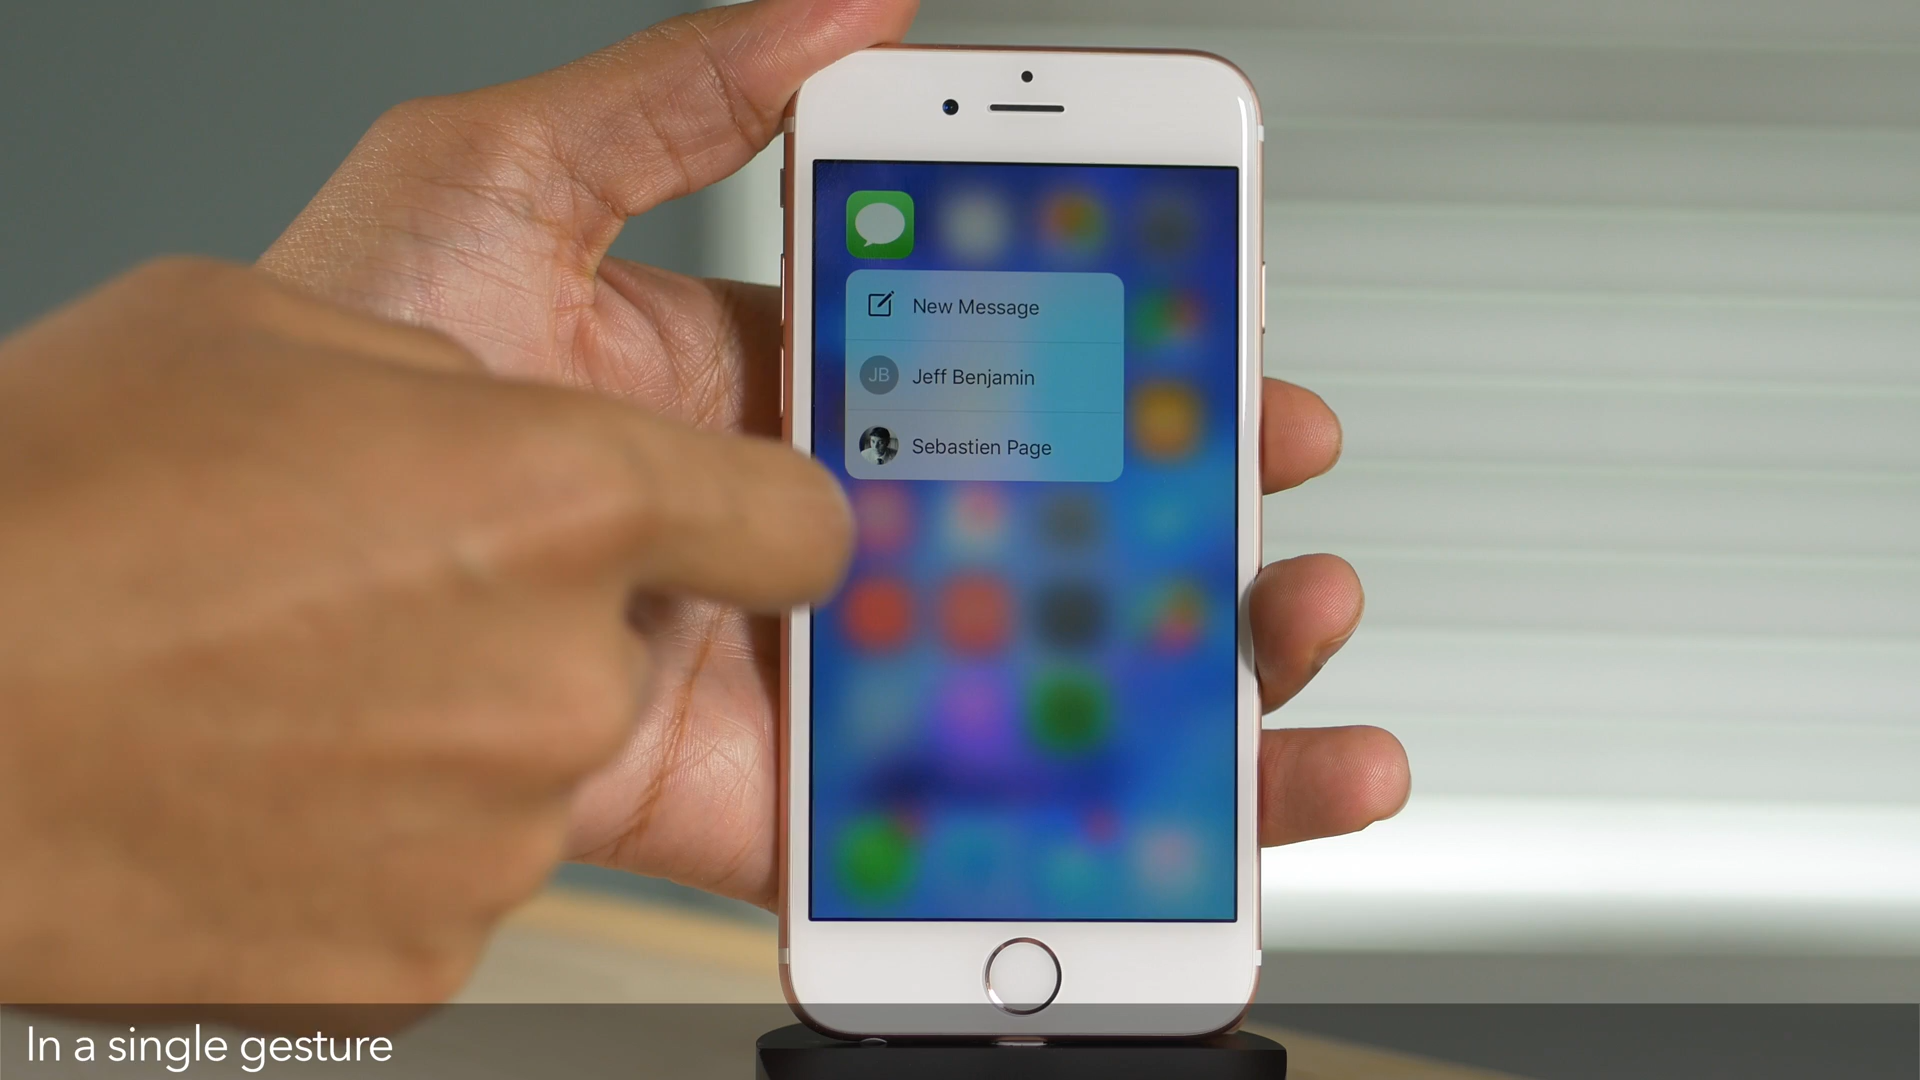 New Message
JB
Jeff Benjamin
Sebastien Page
In a single gesture